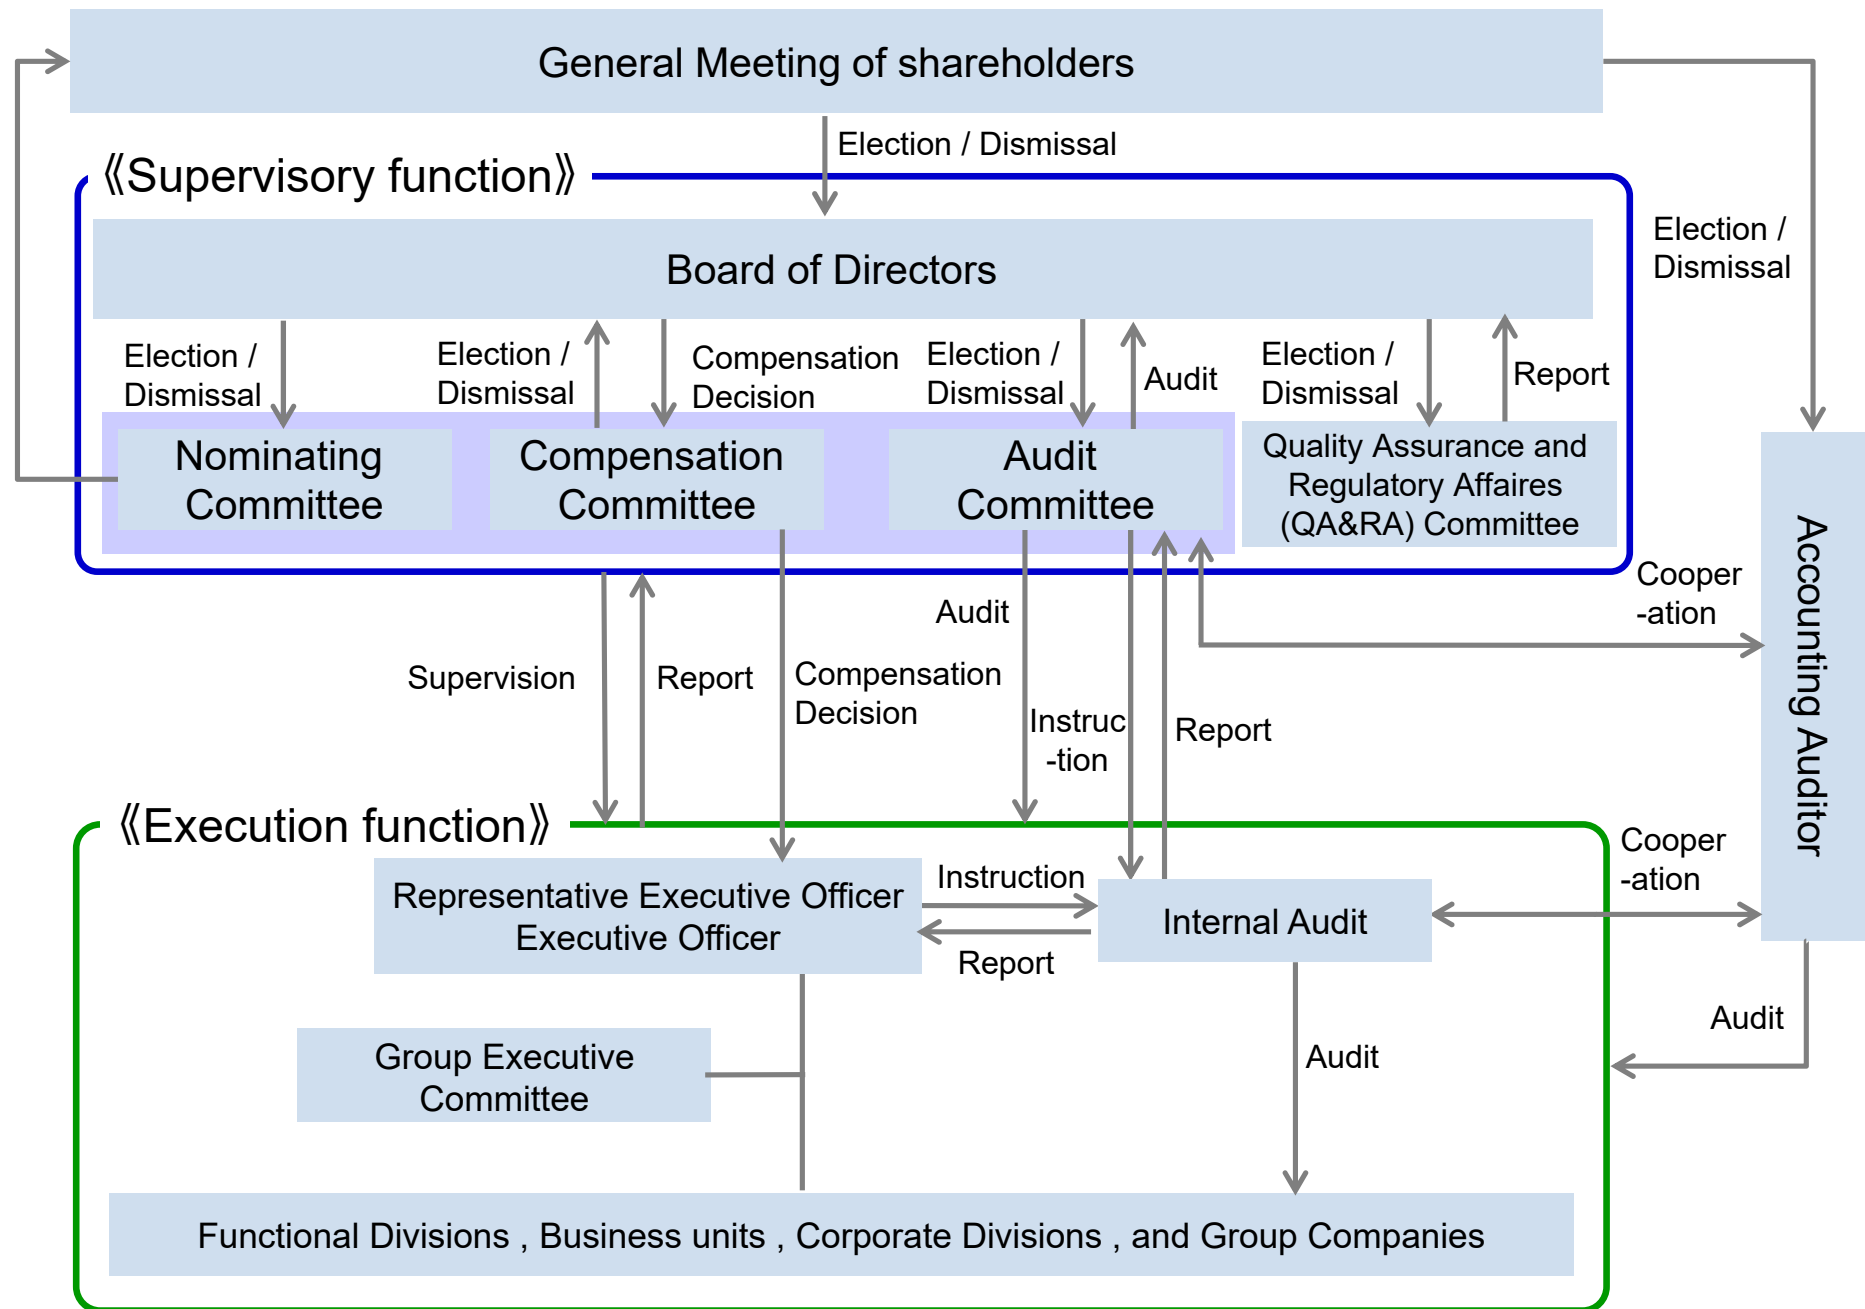 General Meeting of shareholders
Election / Dismissal
《Supervisory function》
Election /
Dismissal
Board of Directors
Election /
Dismissal
Election /
Dismissal
Compensation
Decision
Election /
Dismissal
Audit
Election /
Dismissal
Report
Nominating
Committee
Compensation
Committee
Audit
Committee
Quality Assurance and
Regulatory Affaires
(QA&RA) Committee
Accounting Auditor
Cooper
-ation
Audit
Supervision
Report
Compensation
Decision
Instruc
-tion
Report
《Execution function》
Cooper
-ation
Representative Executive Officer
Executive Officer
Instruction
Report
Internal Audit
Audit
Group Executive
Committee
Audit
Functional Divisions , Business units , Corporate Divisions , and Group Companies